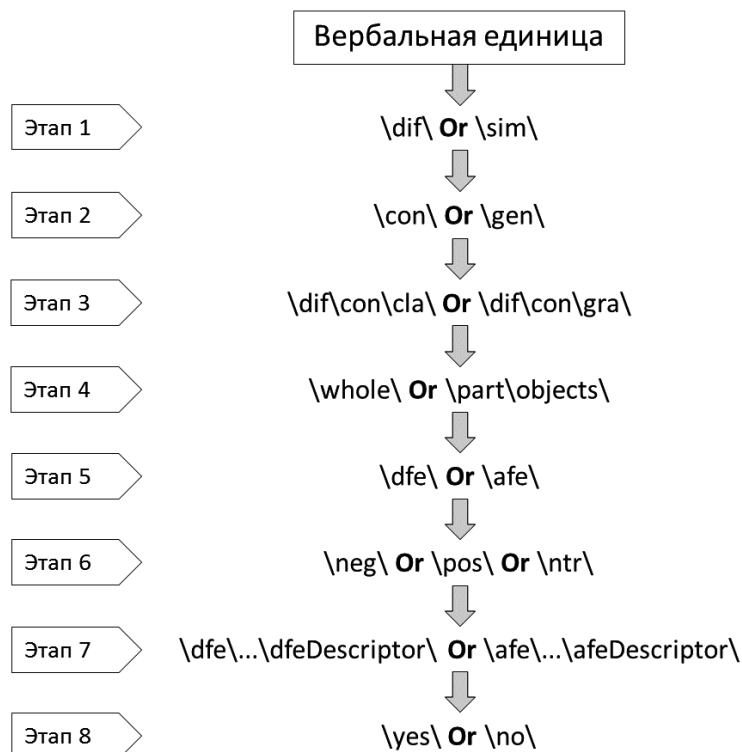 Вербальная единица
Этап 1
\dif\ Or \sim\
Этап 2
\con\ Or \gen\
Этап 3
\dif\con\cla\ Or \dif\con\gra\
Этап 4
\whole\ Or \part\objects\
Этап 5
\dfe\ Or \afe\
Этап 6
\neg\ Or \pos\ Or \ntr\
Этап 7
\dfe\...\dfeDescriptor\ Or \afe\...\afeDescriptor\
Этап 8
\yes\ Or \no\